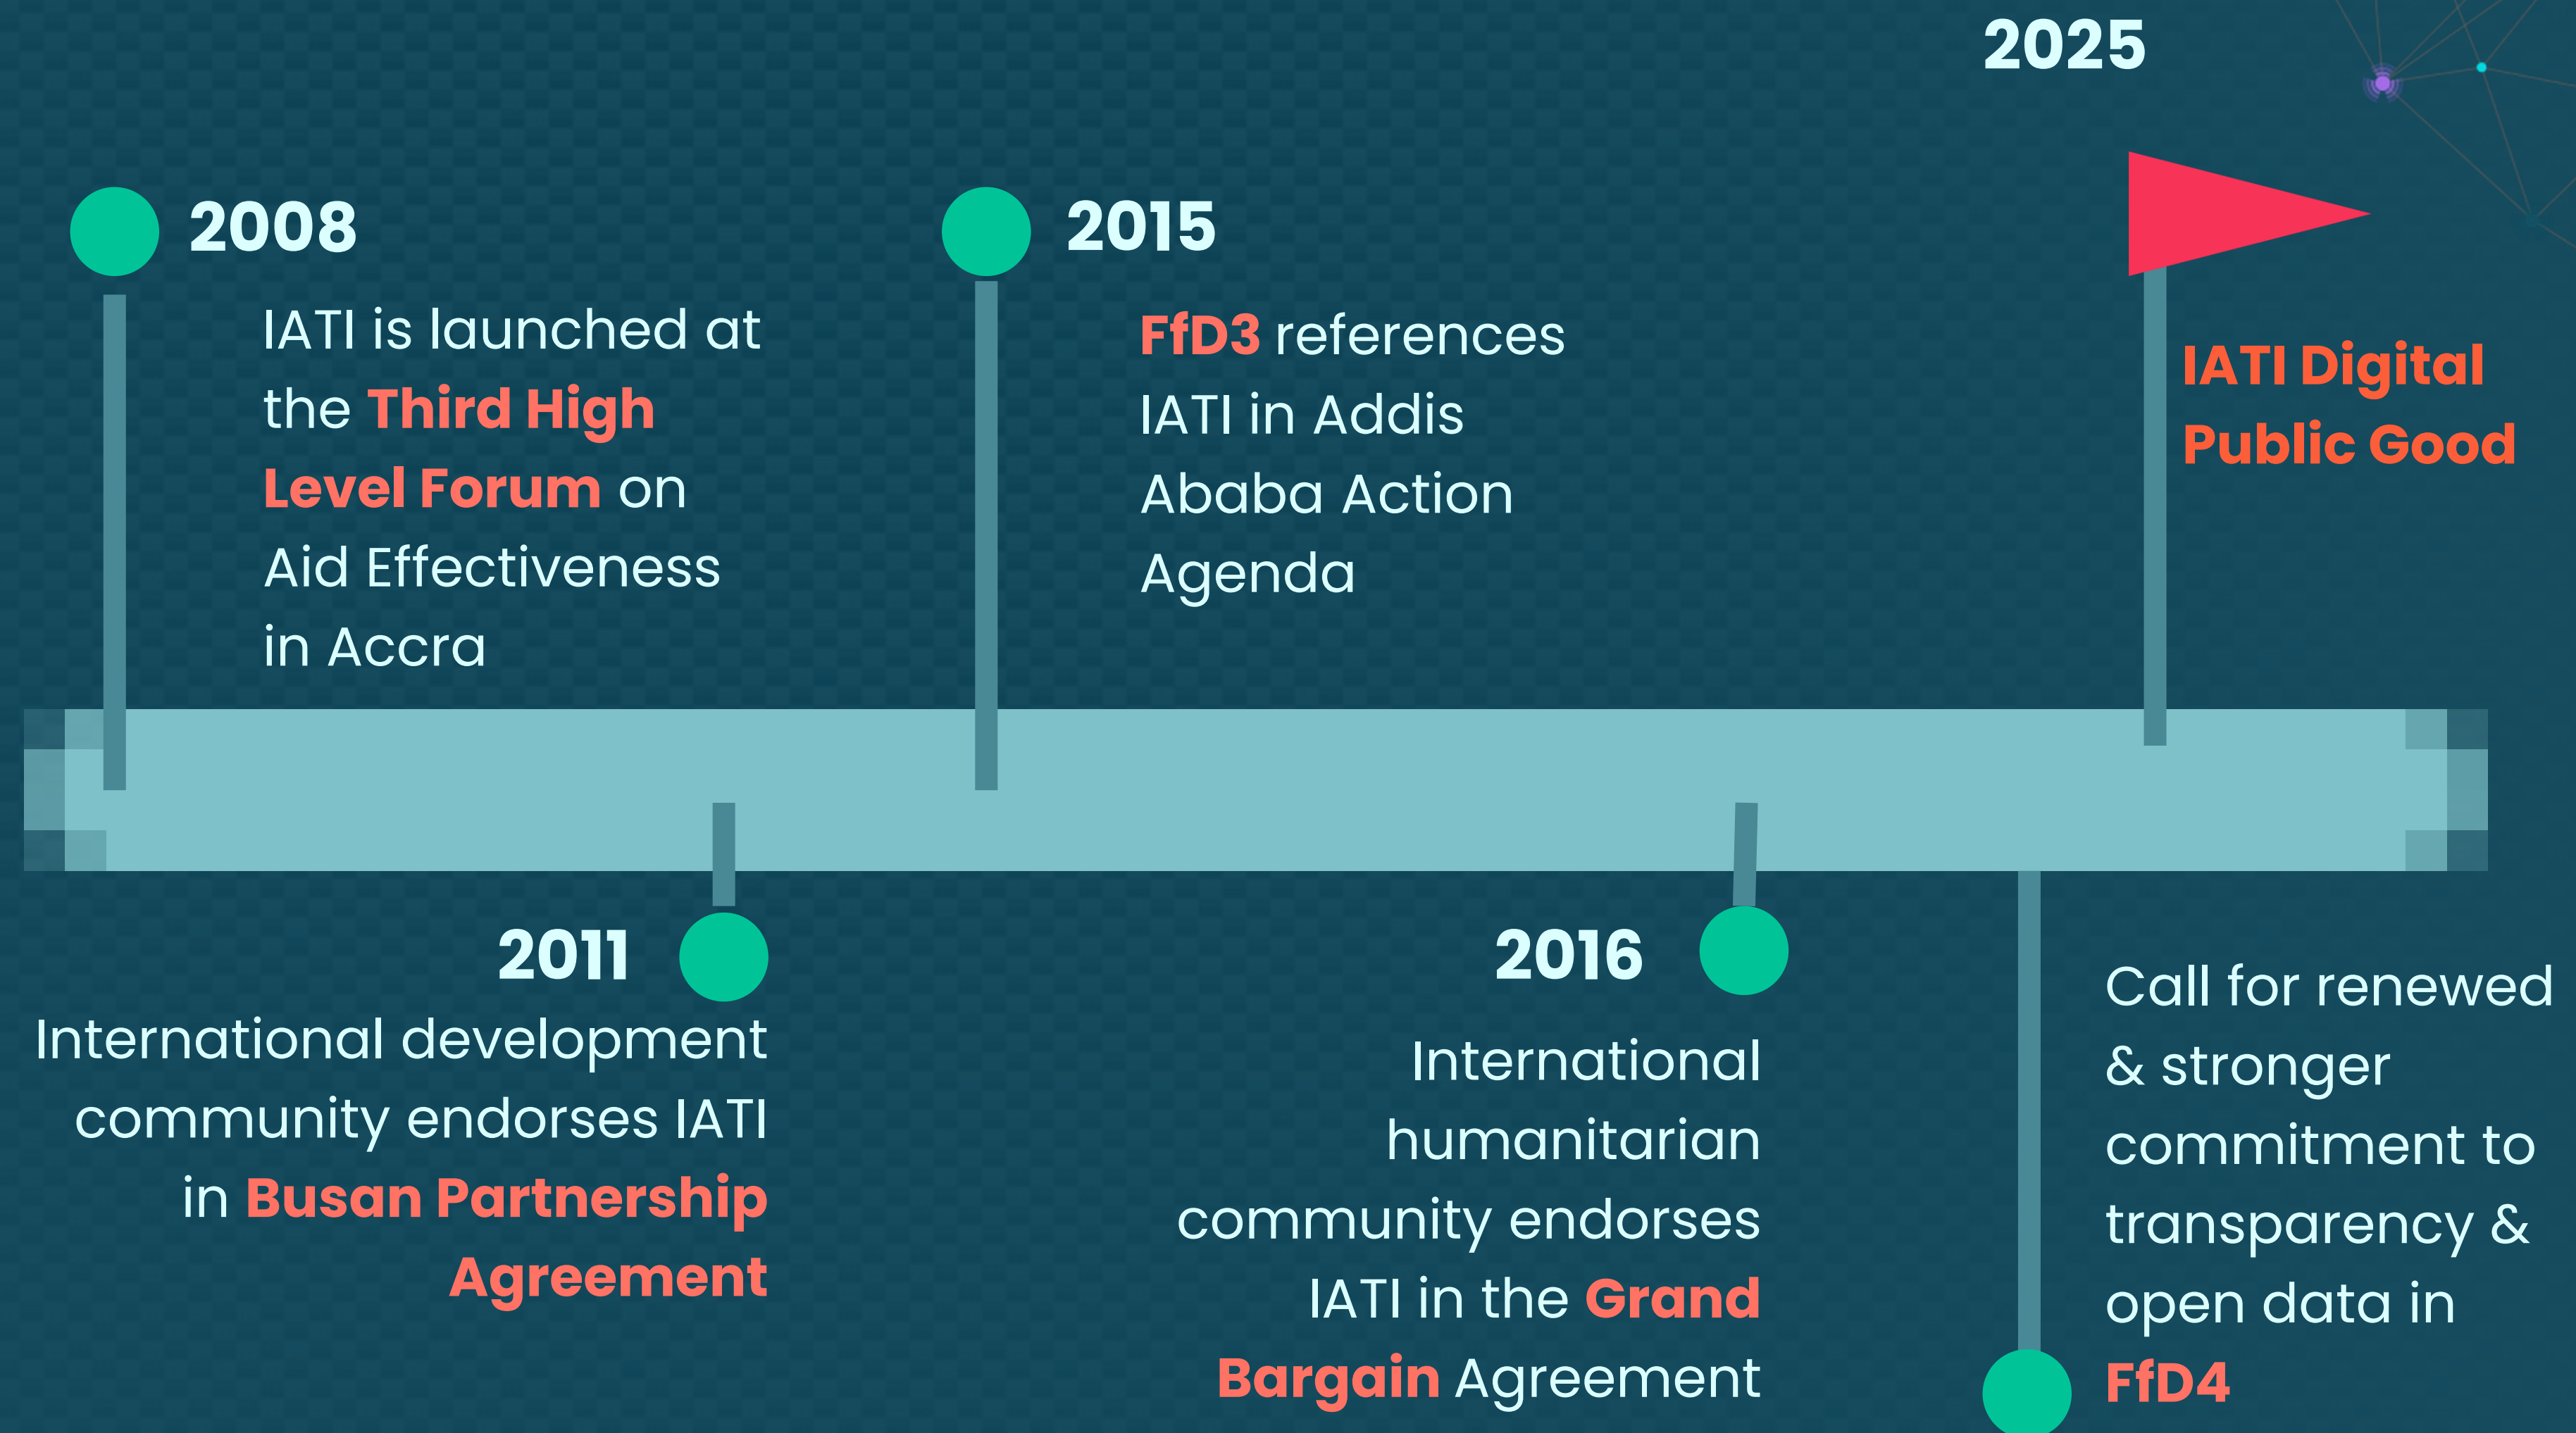 2008
IATI is launched at
the Third High
Level Forum on
Aid Effectiveness
in Accra
2011
International development
community endorses IATI
in Busan Partnership
Agreement
2015
FfD3 references
IATI in Addis
Ababa Action
Agenda
2016
International
humanitarian
community endorses
IATI in the Grand
Bargain Agreement
2025
IATI Digital
Public Good
Call for renewed
& stronger
commitment to
transparency &
open data in
FfD4